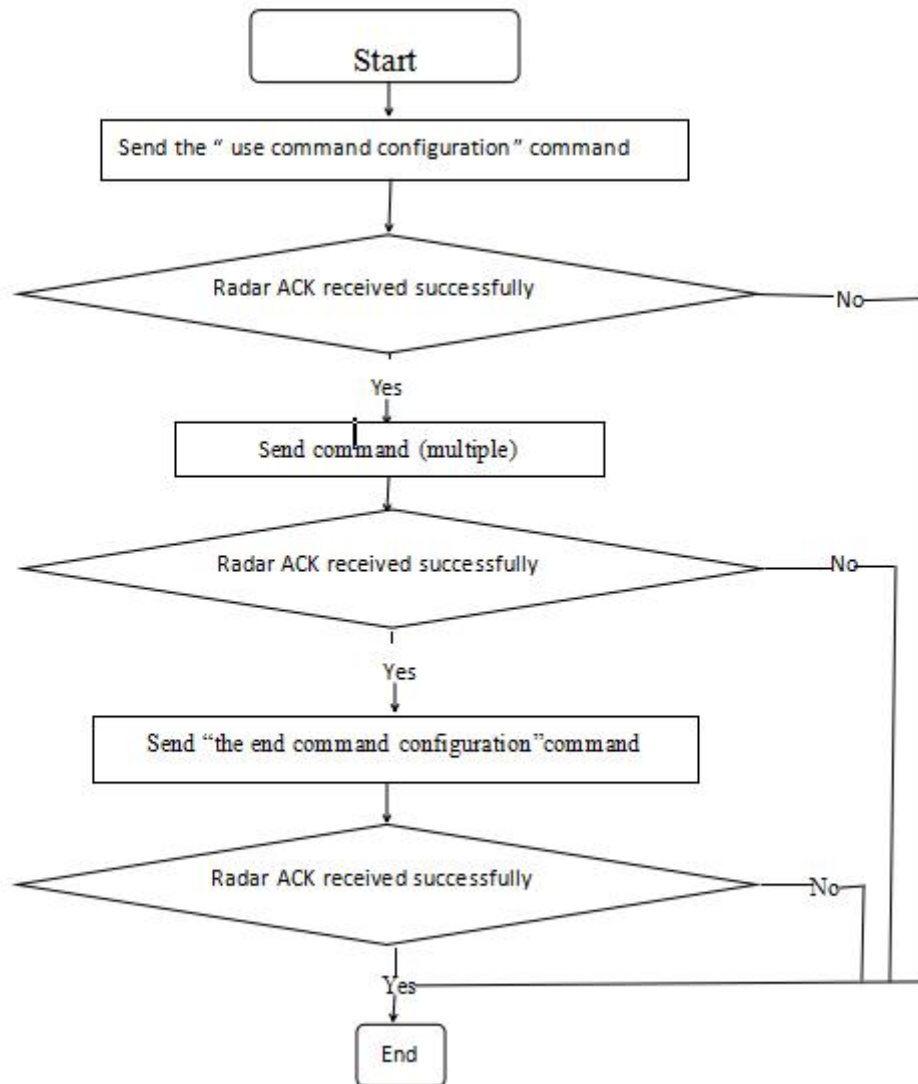 Start
Send the “ use command configuration” command
Radar ACK received successfully
No
Yes
Send command (multiple)
Radar ACK received successfully
No
Yes
Send “the end command configuration”command
Radar ACK received successfully
No
Yes
End